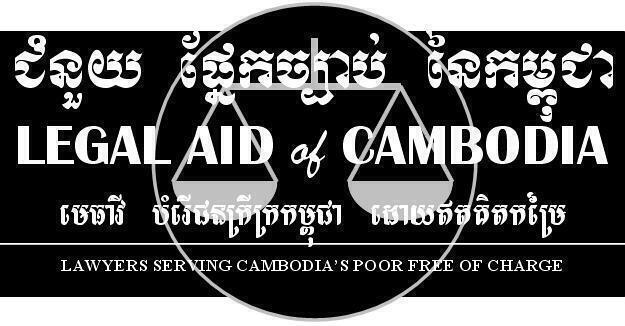 ជំនួយ ផ្នែកច្បាប់ នៃកម្ពុជា
LEGAL AID of CAMBODIA
មេធាវី បំរើជនក្រីក្រកម្ពុជា ដោយឥតគិតកម្រៃ
LAWYERS SERVING CAMBODIA'S POOR FREE OF CHARGE